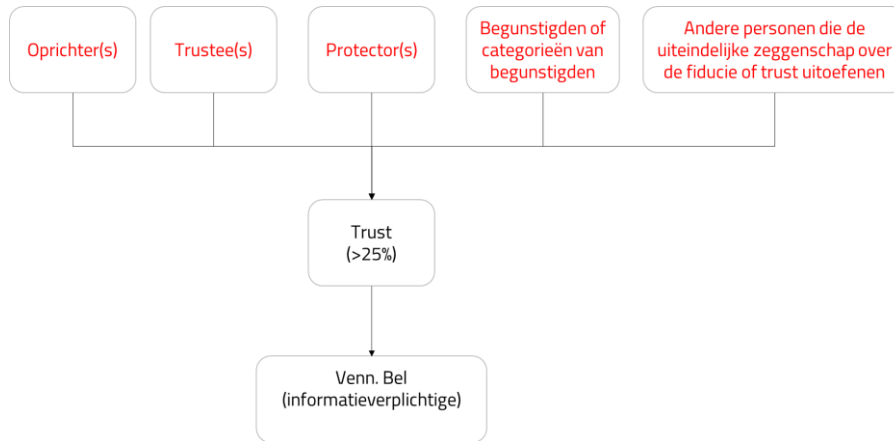 Oprichter(s)
Trustee(s)
Protector(s)
Begunstigden of
categorieën van
begunstigden
Andere personen die de
uiteindelijke zeggenschap over
de fiducie of trust uitoefenen
Trust
(>25%)
Venn. Bel
(informatieverplichtige)